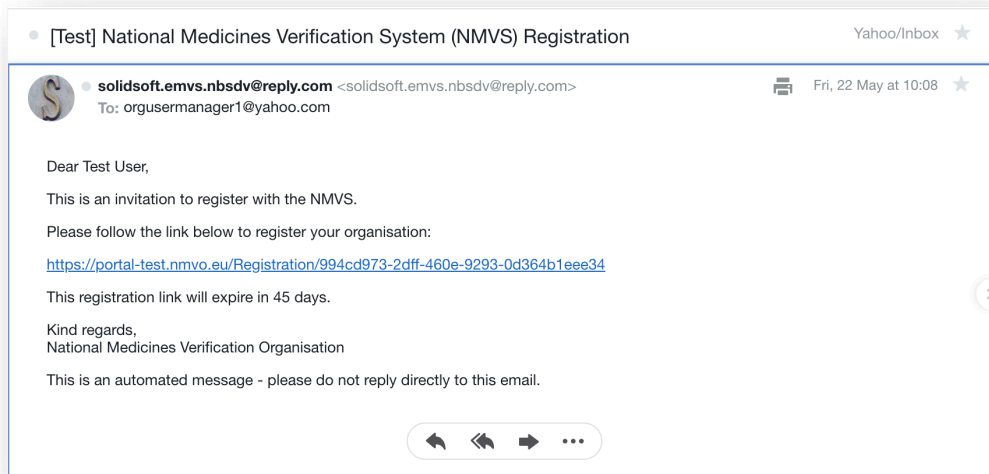 [Test] National Medicines Verification System (NMVS) Registration
Yahoo/Inbox
S
solidsoft.emvs.nbsdv@reply.com <solidsoft.emvs.nbsdv@reply.com>
Fri, 22 May at 10:08
To: orgusermanager1@yahoo.com
Dear Test User,
This is an invitation to register with the NMVS.
Please follow the link below to register your organisation:
https://portal-test.nmvo.eu/Registration/994cd973-2dff-460e-9293-0d364b1eee34
This registration link will expire in 45 days.
Kind regards,
National Medicines Verification Organisation
This is an automated message - please do not reply directly to this email.